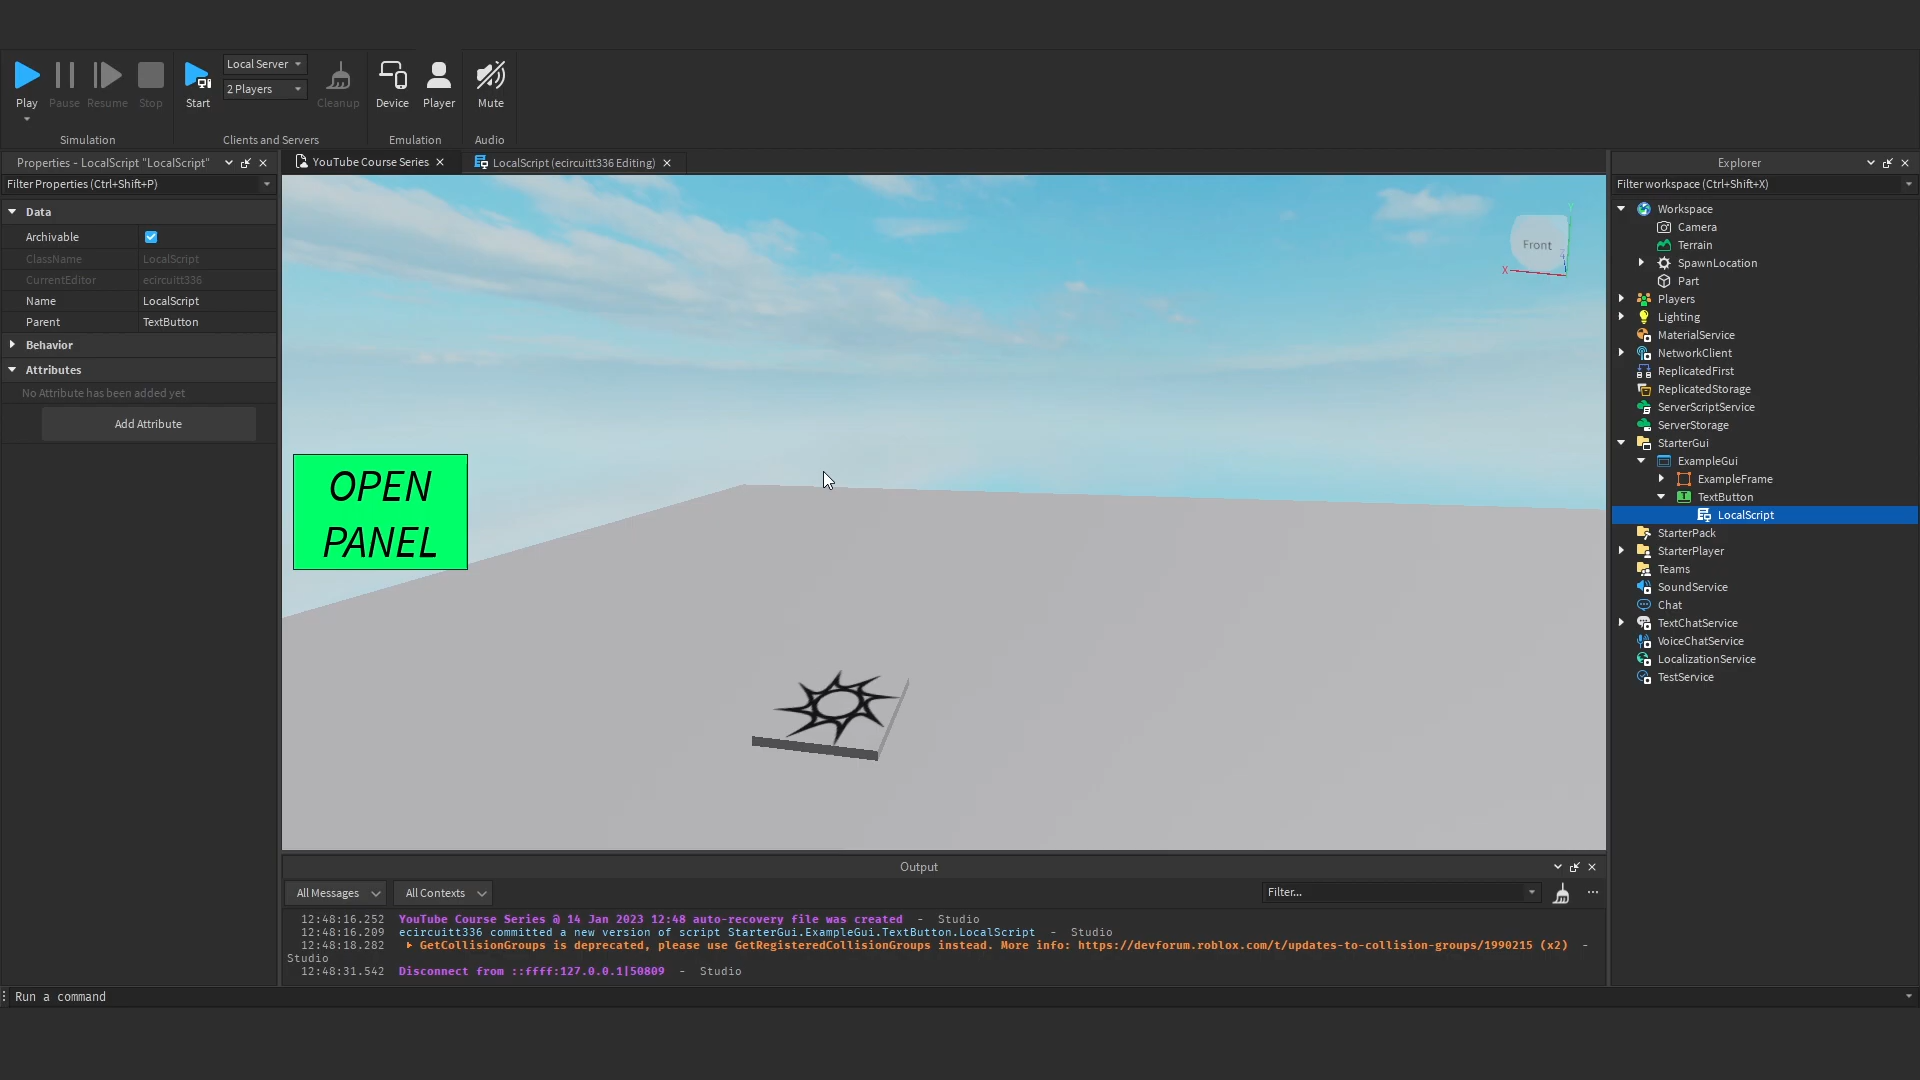 Play
Pause
Resume
Stop
Start
Local Server
2 Players
Cleanup
Device
Player
Mute
Simulation
Clients and Servers
Emulation
Audio
Properties - LocalScript "LocalScript"
Filter Properties (Ctrl+Shift+P)
Data
Archivable
ClassName LocalScript
CurrentEditor ecircuitt336
Name LocalScript
Parent TextButton
Behavior
Attributes
No Attribute has been added yet
Add Attribute
YouTube Course Series
LocalScript (ecircuitt336 Editing)
Front
Y
Z
X
OPEN
PANEL
Output
All Messages
All Contexts
Filter...
12:48:16.252 YouTube Course Series @ 14 Jan 2023 12:48 auto-recovery file was created - Studio
12:48:16.209 ecircuitt336 committed a new version of script StarterGui.ExampleGui.TextButton.LocalScript - Studio
12:48:18.282 GetCollisionGroups is deprecated, please use GetRegisteredCollisionGroups instead. More info: https://devforum.roblox.com/t/updates-to-collision-groups/1990215 (x2) -
Studio
12:48:31.542 Disconnect from ::ffff:127.0.0.1|50809 - Studio
Run a command
Explorer
Filter workspace (Ctrl+Shift+X)
Workspace
Camera
Terrain
SpawnLocation
Part
Players
Lighting
MaterialService
NetworkClient
ReplicatedFirst
ReplicatedStorage
ServerScriptService
ServerStorage
StarterGui
ExampleGui
ExampleFrame
TextButton
LocalScript
StarterPack
StarterPlayer
Teams
SoundService
Chat
TextChatService
VoiceChatService
LocalizationService
TestService